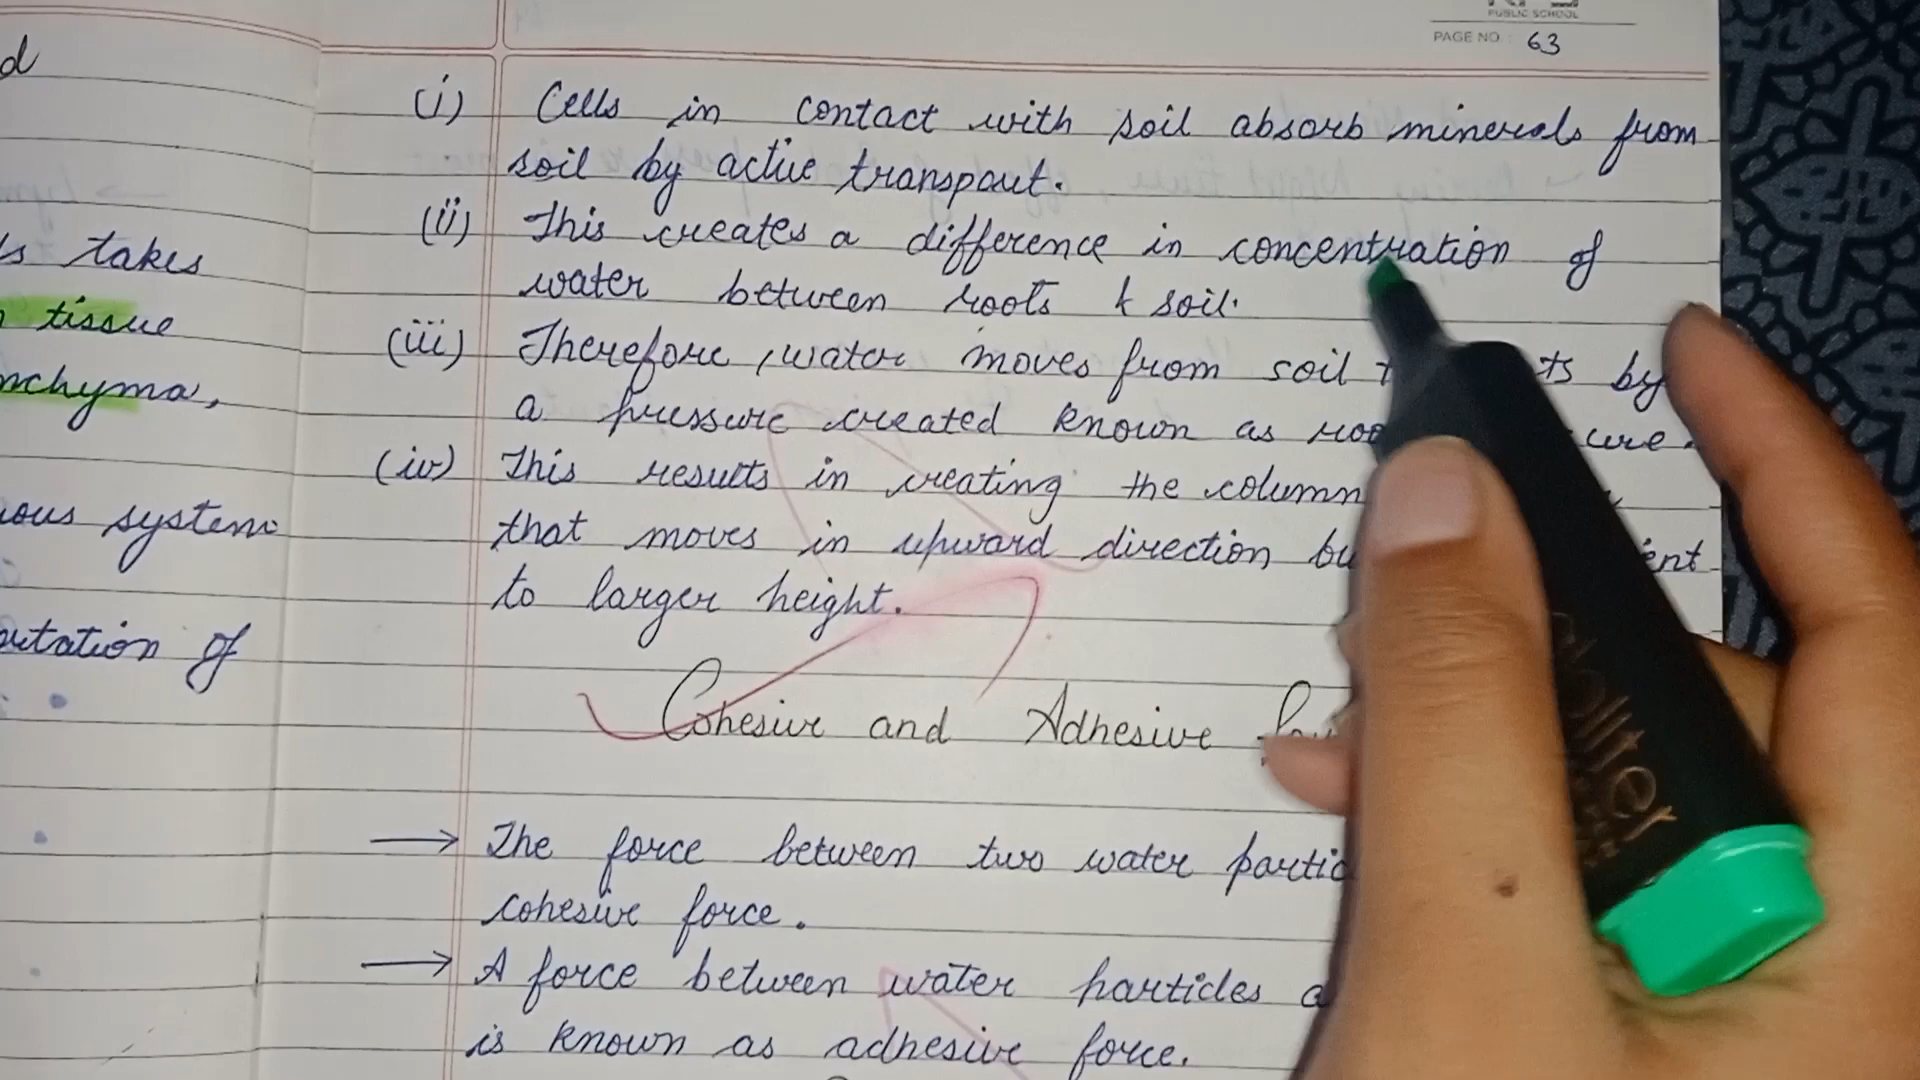 PUBLIC SCHOOL
PAGE NO. 63
d
(i) Cells in contact with soil absorb minerals from
soil by active transport.
(ii) This creates a difference in concentration of
water between roots & soil.
(iii) Therefore, water moves from soil by
a pressure created known as
(iv) This results in creating the column
that moves in upward direction
to larger height.
Cohesive and Adhesive
→ The force between two water
cohesive force.
→ A force between water particles
is known as adhesive force.
takes
tissue
system
of